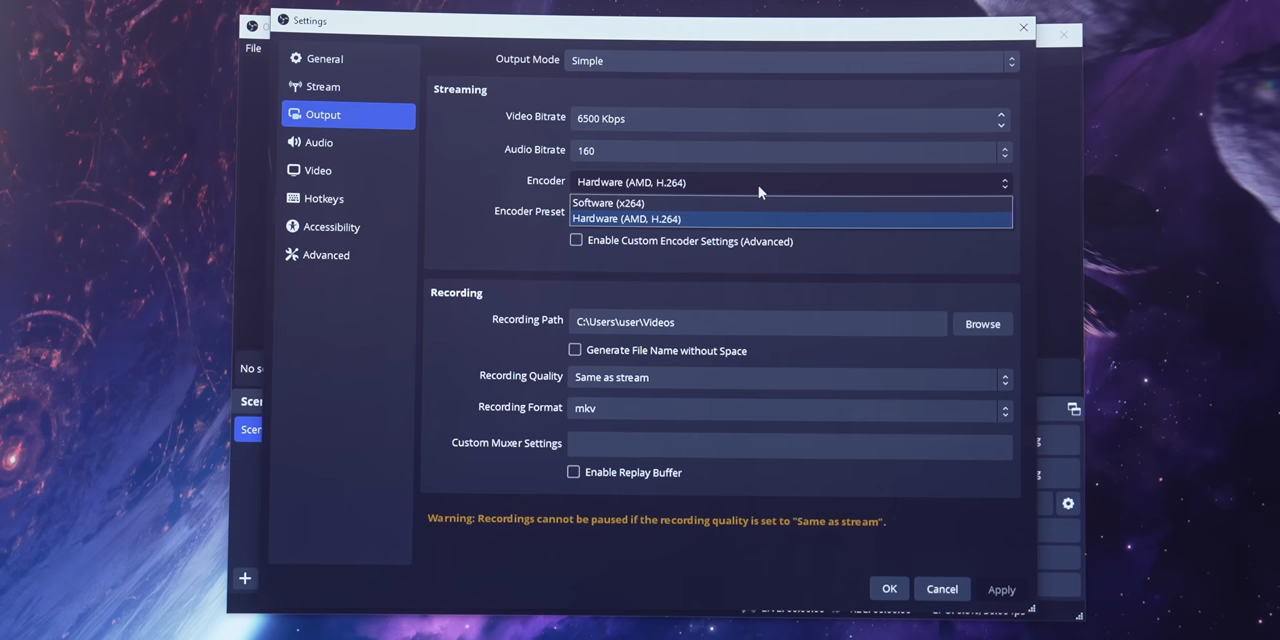 Settings
File
General
Stream
Output
Audio
Video
Hotkeys
Accessibility
Advanced
Output Mode Simple
Streaming
Video Bitrate 6500 Kbps
Audio Bitrate 160
Encoder Hardware (AMD, H.264)
Software (x264)
Encoder Preset
Hardware (AMD, H.264)
Enable Custom Encoder Settings (Advanced)
Recording
Recording Path C:\Users\user\Videos Browse
Generate File Name without Space
No s
Recording Quality Same as stream
Scen
Recording Format mkv
Scen
Custom Muxer Settings
Enable Replay Buffer
Warning: Recordings cannot be paused if the recording quality is set to "Same as stream".
OK Cancel Apply